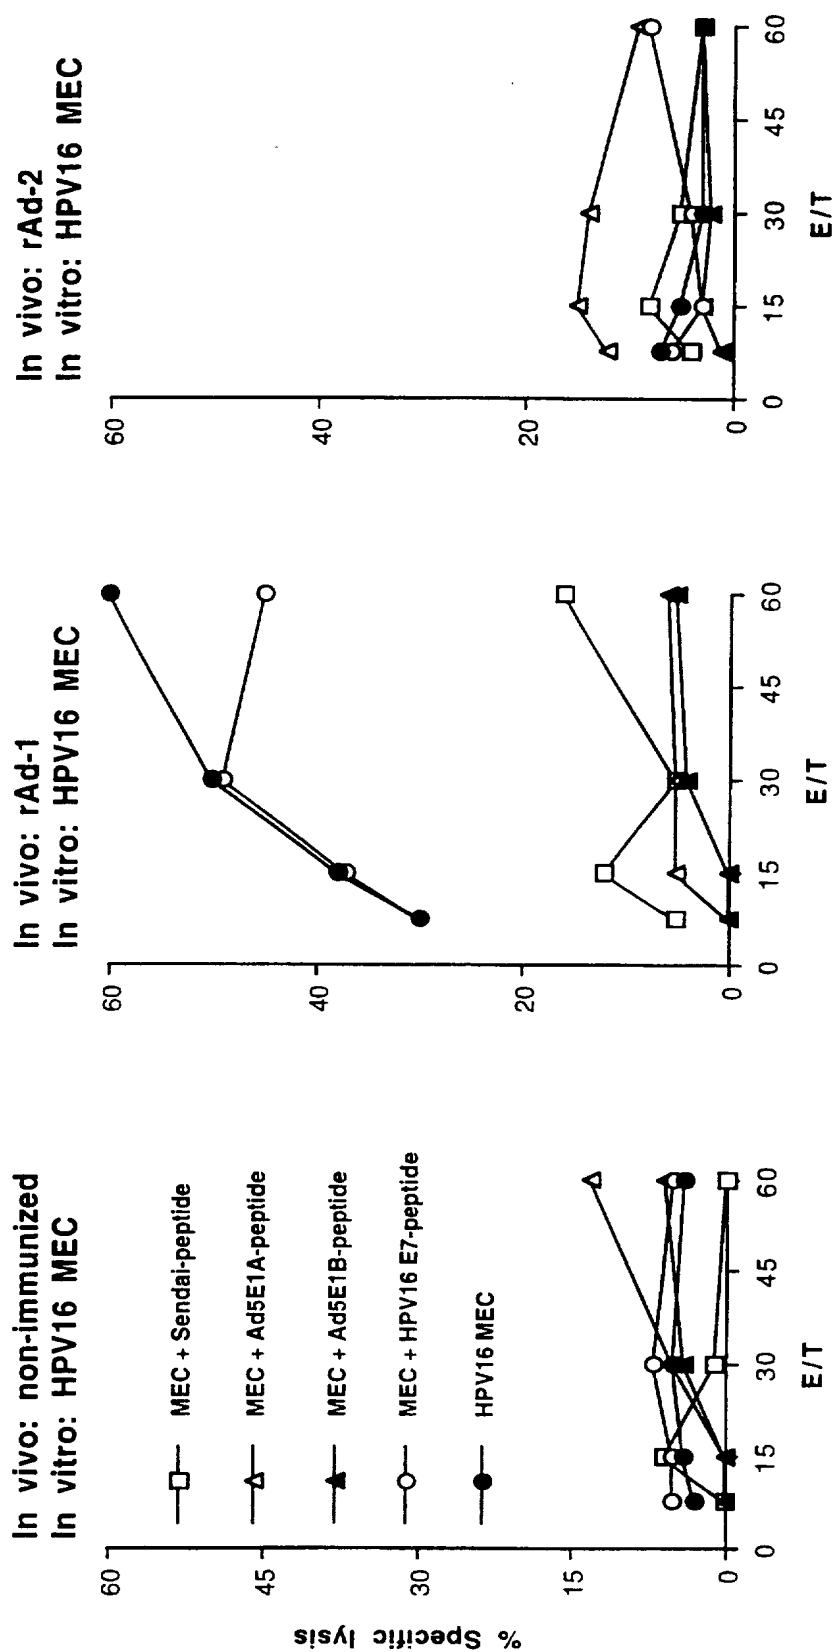 In vivo: non-immunized
In vitro: HPV16 MEC
% Specific lysis
60
45
30
15
0
MEC + Sendai-peptide
MEC + Ad5E1A-peptide
MEC + Ad5E1B-peptide
MEC + HPV16 E7-peptide
HPV16 MEC
0
15
30
45
60
E/T
In vivo: rAd-1
In vitro: HPV16 MEC
60
40
20
0
0
15
30
45
60
E/T
In vivo: rAd-2
In vitro: HPV16 MEC
60
40
20
0
0
15
30
45
60
E/T